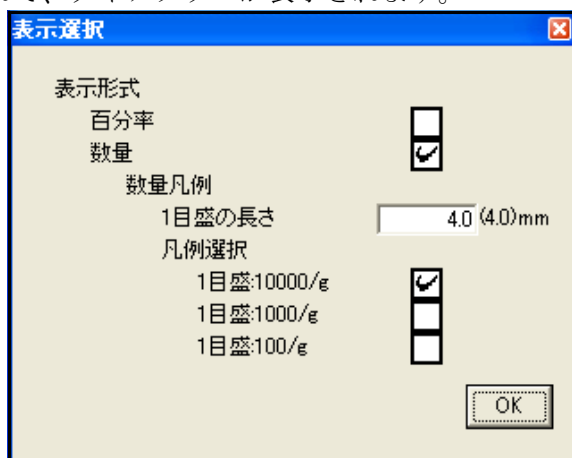 表示選択
表示形式
百分率
数量
数量凡例
1目盛の長さ 4.0 (4.0)mm
凡例選択
1目盛:10000/g
1目盛:1000/g
1目盛:100/g
OK